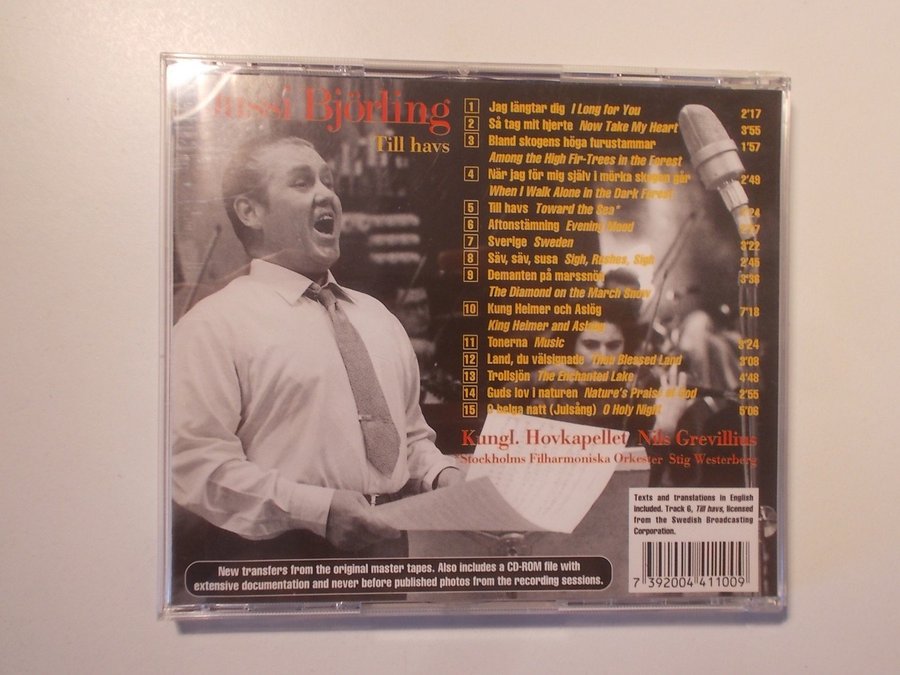 Jussi Björling
Till havs
1 Jag längtar dig I Long for You 2'17
2 Så tag mit hjerte Now Take My Heart 3'55
3 Bland skogens höga furustammar 1'57
Among the High Fir-Trees in the Forest
4 När jag för mig själv i mörka skogen går 2'49
When I Walk Alone in the Dark Forest
5 Till havs Toward the Sea*
6 Aftonstämning Evening Mood
7 Sverige Sweden 3'22
8 Säv, säv, susa Sigh, Rushes, Sigh 2'45
9 Demanten på marssnön 3'36
The Diamond on the March Snow
10 Kung Heimer och Aslög 7'18
King Heimer and Aslög
11 Tonerna Music 3'24
12 Land, du välsignade Thou Blessed Land 3'08
13 Trollsjön The Enchanted Lake 4'48
14 Guds lov i naturen Nature's Praise of God 2'55
15 O helga natt (Julsång) O Holy Night 5'06
Kungl. Hovkapellet Nils Grevillius
*Stockholms Filharmoniska Orkester Stig Westerberg
Texts and translations in English
included. Track 6, Till havs, licensed
from the Swedish Broadcasting
Corporation.
7 392004 411009
New transfers from the original master tapes. Also includes a CD-ROM file with
extensive documentation and never before published photos from the recording sessions.